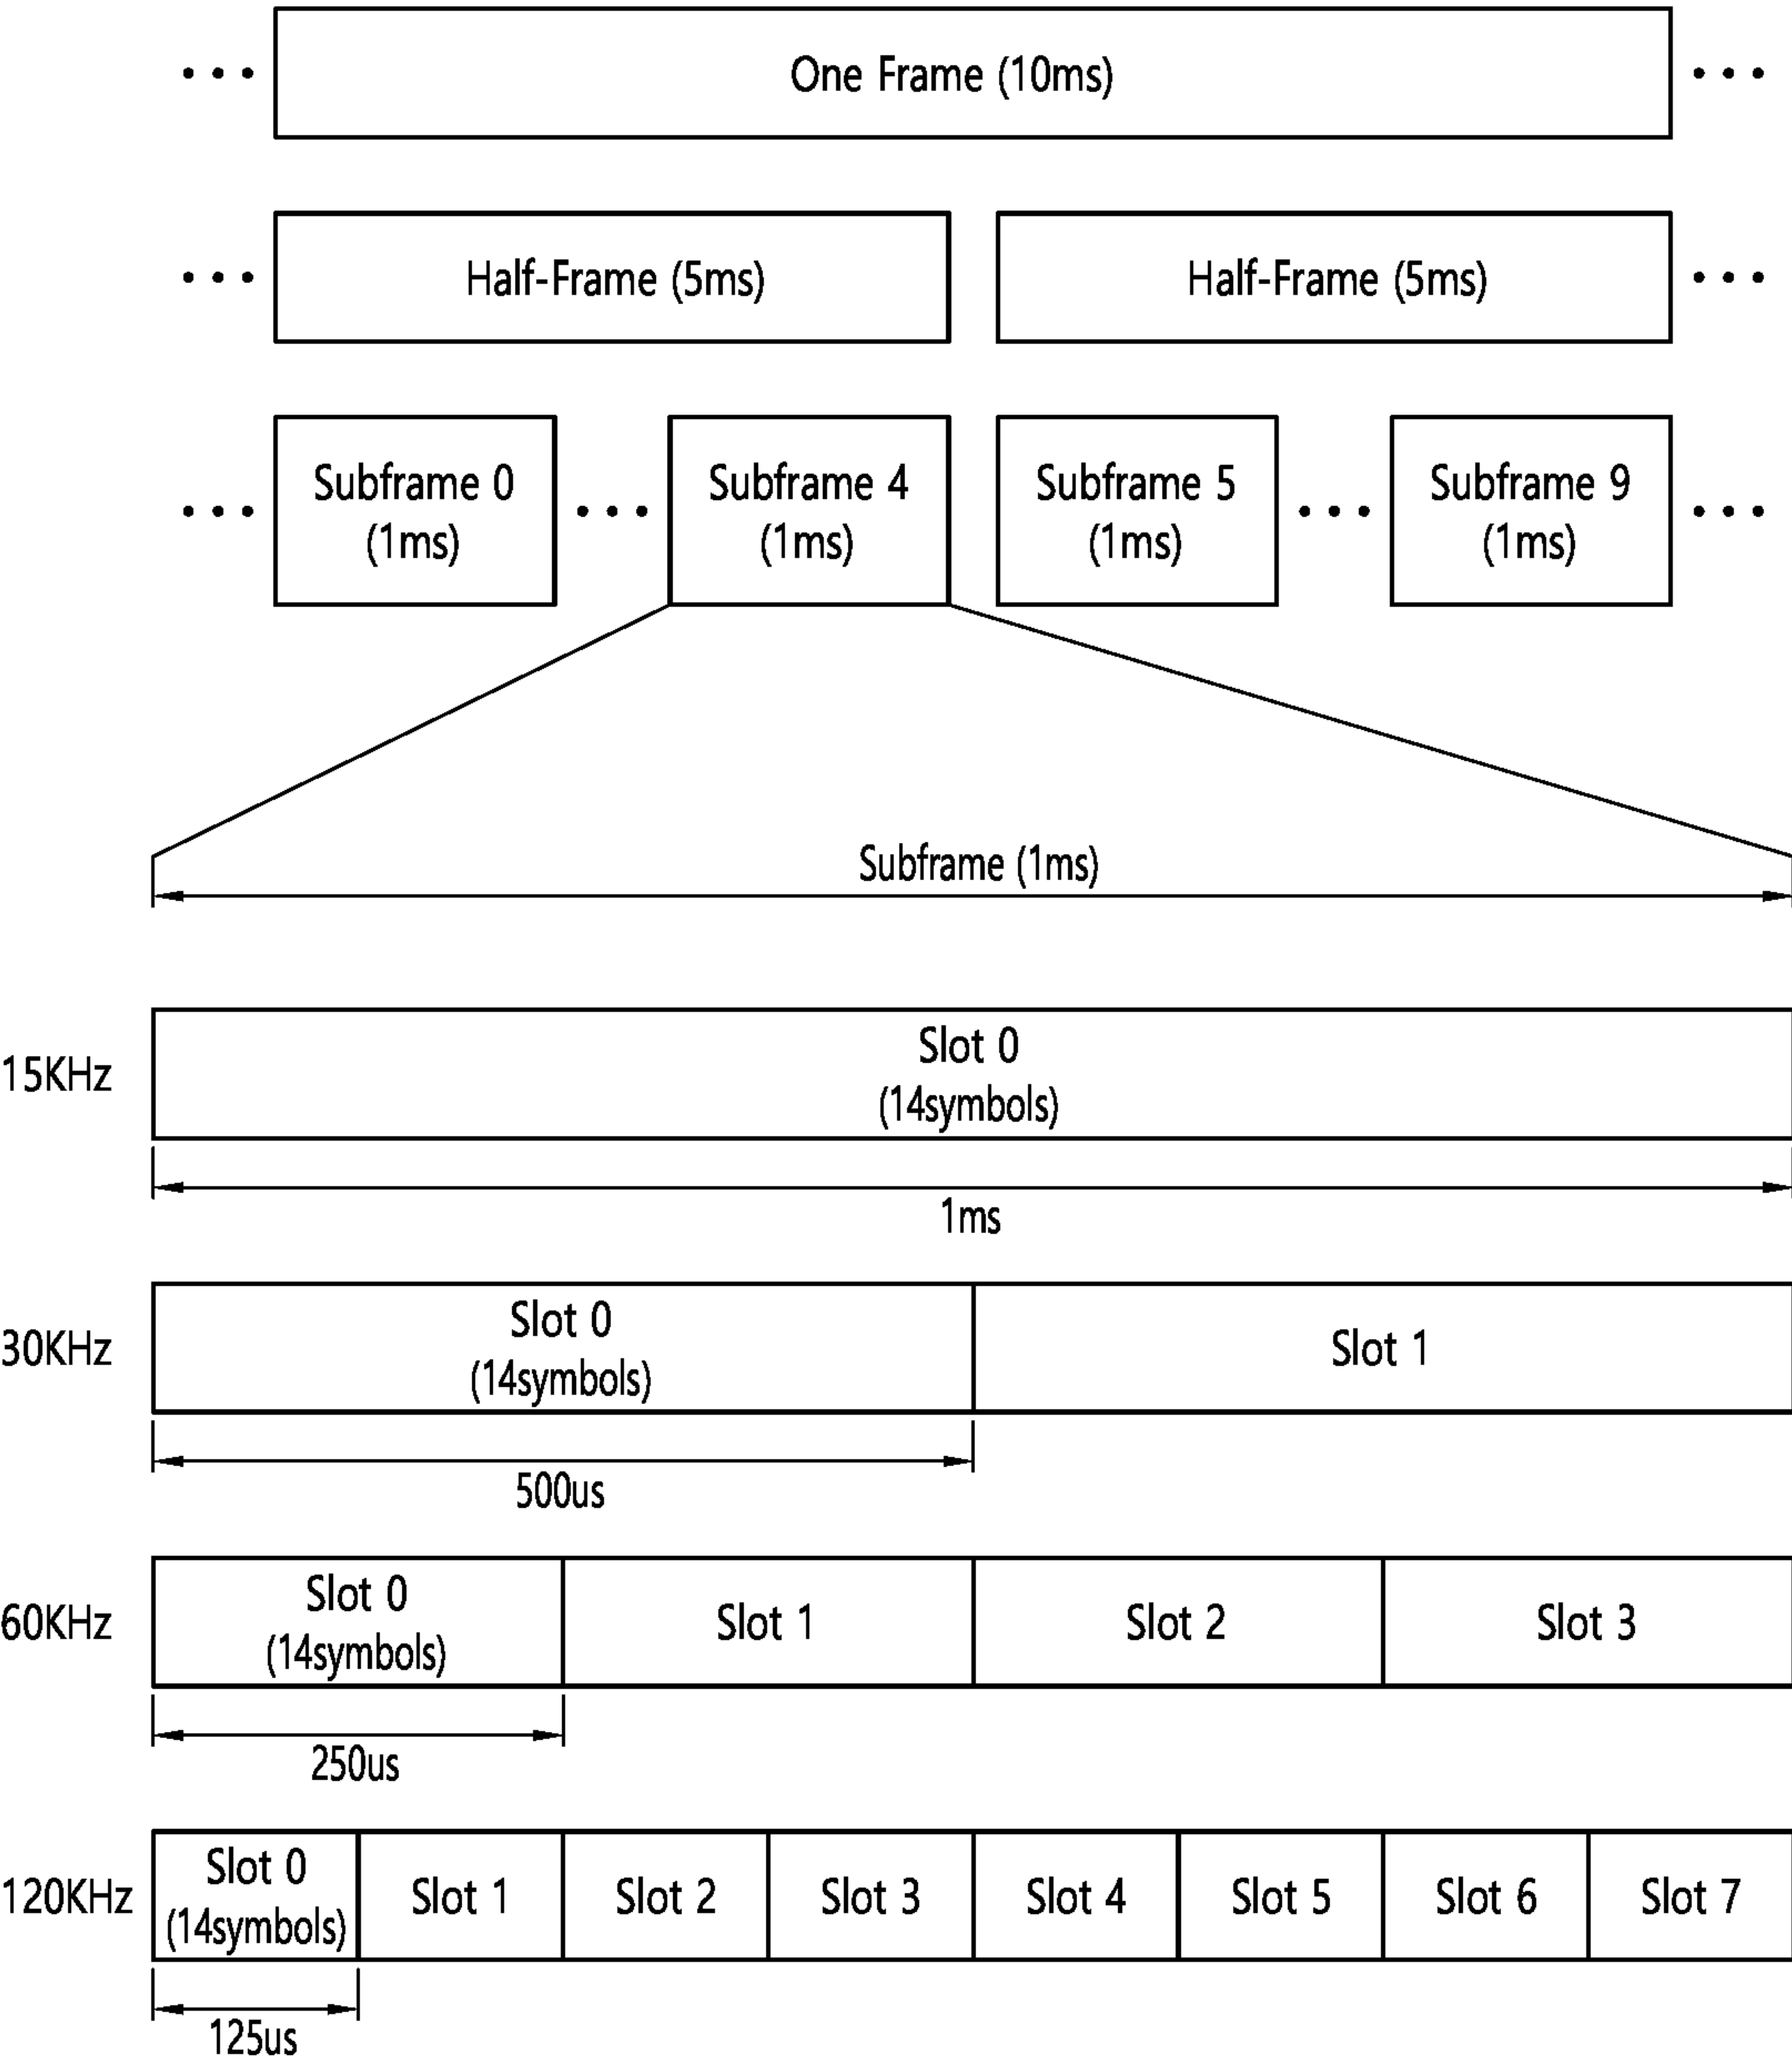 One Frame (10ms)
Half-Frame (5ms) Half-Frame (5ms)
Subframe 0 Subframe 4 Subframe 5 Subframe 9
(1ms) (1ms) (1ms) (1ms)
Subframe (1ms)
15KHz
Slot 0
(14symbols)
1ms
30KHz
Slot 0
(14symbols)
Slot 1
500us
60KHz
Slot 0
(14symbols)
Slot 1
Slot 2
Slot 3
250us
120KHz
Slot 0
(14symbols)
Slot 1
Slot 2
Slot 3
Slot 4
Slot 5
Slot 6
Slot 7
125us